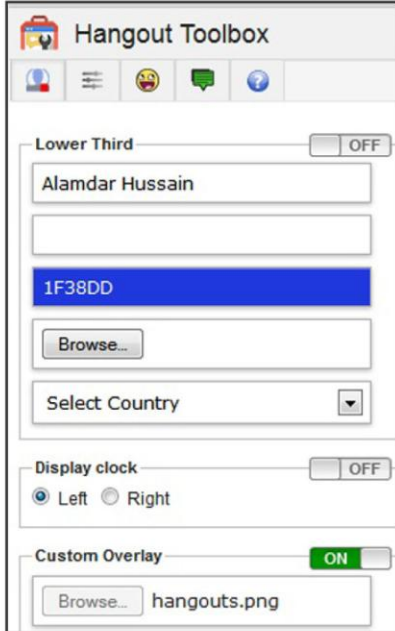 Hangout Toolbox
Lower Third OFF
Alamdar Hussain
1F38DD
Browse...
Select Country
Display clock OFF
Left Right
Custom Overlay ON
Browse... hangouts.png